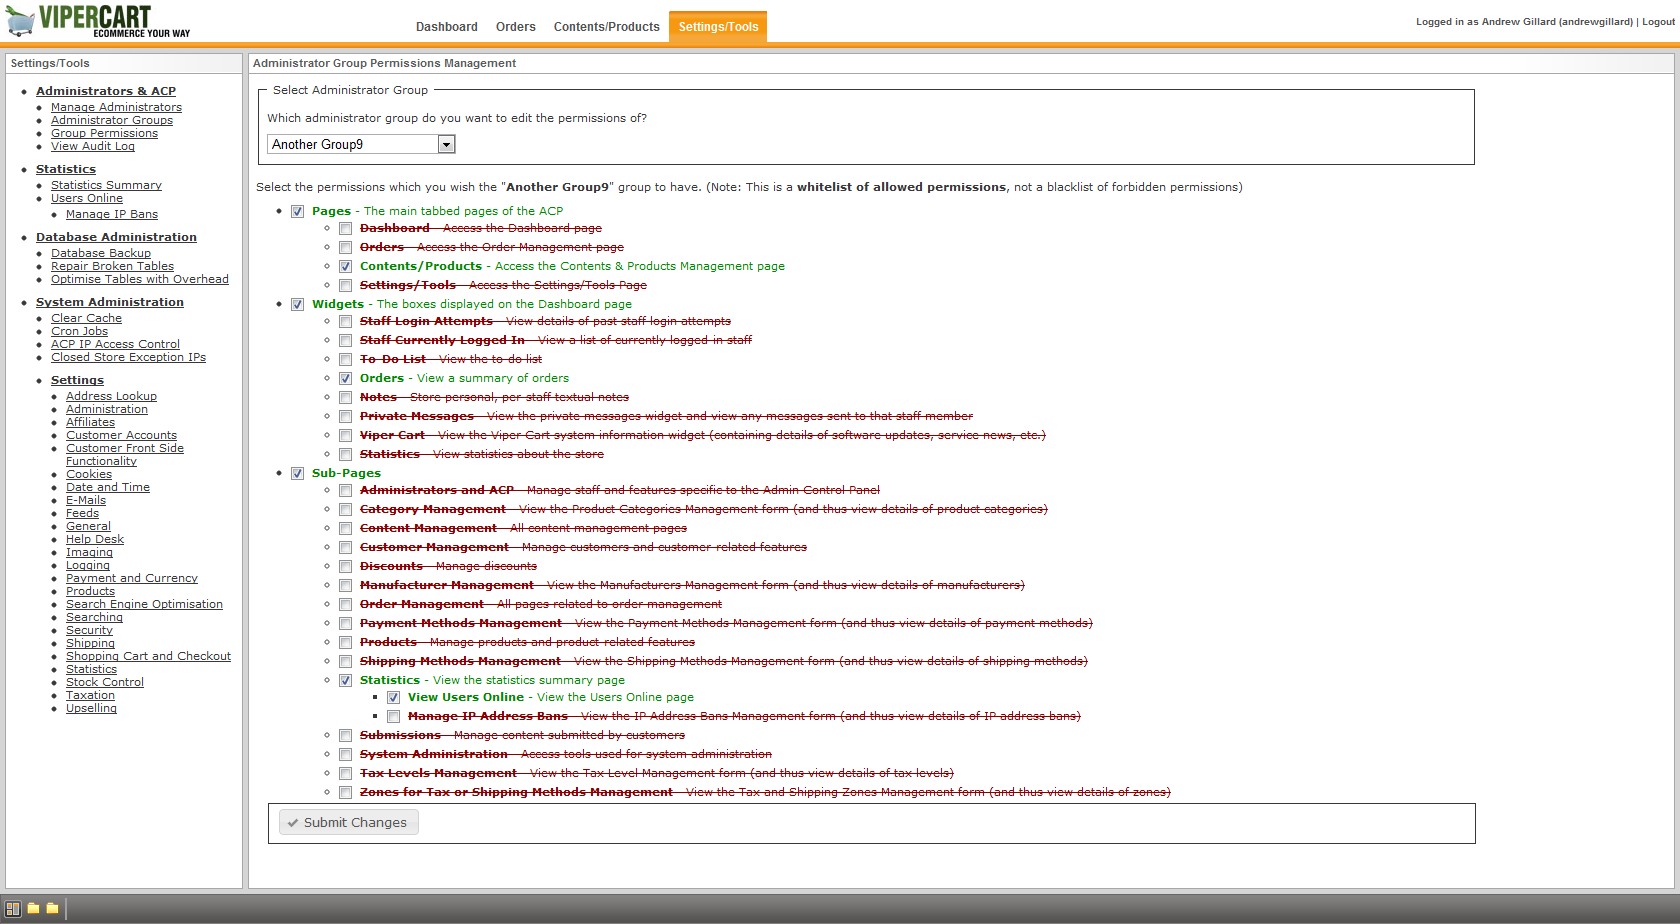 VIPERCART
ECOMMERCE YOUR WAY
Dashboard Orders Contents/Products Settings/Tools
Logged in as Andrew Gillard (andrewgillard) | Logout
Settings/Tools
Administrators & ACP
Manage Administrators
Administrator Groups
Group Permissions
View Audit Log
Statistics
Statistics Summary
Users Online
Manage IP Bans
Database Administration
Database Backup
Repair Broken Tables
Optimise Tables with Overhead
System Administration
Clear Cache
Cron Jobs
ACP IP Access Control
Closed Store Exception IPs
Settings
Address Lookup
Administration
Affiliates
Customer Accounts
Customer Front Side
Functionality
Cookies
Date and Time
E-Mails
Feeds
General
Help Desk
Imaging
Logging
Payment and Currency
Products
Search Engine Optimisation
Searching
Security
Shipping
Shopping Cart and Checkout
Statistics
Stock Control
Taxation
Upselling
Administrator Group Permissions Management
Select Administrator Group
Which administrator group do you want to edit the permissions of?
Another Group9
Select the permissions which you wish the "Another Group9" group to have. (Note: This is a whitelist of allowed permissions, not a blacklist of forbidden permissions)
Pages - The main tabbed pages of the ACP
Dashboard - Access the Dashboard page
Orders - Access the Order Management page
Contents/Products - Access the Contents & Products Management page
Settings/Tools - Access the Settings/Tools Page
Widgets - The boxes displayed on the Dashboard page
Staff Login Attempts - View details of past staff login attempts
Staff Currently Logged In - View a list of currently logged-in staff
To-Do List - View the to-do list
Orders - View a summary of orders
Notes - Store personal, per-staff textual notes
Private Messages - View the private messages widget and view any messages sent to that staff member
Viper Cart - View the Viper Cart system information widget (containing details of software updates, service news, etc.)
Statistics - View statistics about the store
Sub-Pages
Administrators and ACP - Manage staff and features specific to the Admin Control Panel
Category Management - View the Product Categories Management form (and thus view details of product categories)
Content Management - All content management pages
Customer Management - Manage customers and customer-related features
Discounts - Manage discounts
Manufacturer Management - View the Manufacturers Management form (and thus view details of manufacturers)
Order Management - All pages related to order management
Payment Methods Management - View the Payment Methods Management form (and thus view details of payment methods)
Products - Manage products and product-related features
Shipping Methods Management - View the Shipping Methods Management form (and thus view details of shipping methods)
Statistics - View the statistics summary page
View Users Online - View the Users Online page
Manage IP Address Bans - View the IP Address Bans Management form (and thus view details of IP address bans)
Submissions - Manage content submitted by customers
System Administration - Access tools used for system administration
Tax Levels Management - View the Tax Level Management form (and thus view details of tax levels)
Zones for Tax or Shipping Methods Management - View the Tax and Shipping Zones Management form (and thus view details of zones)
Submit Changes